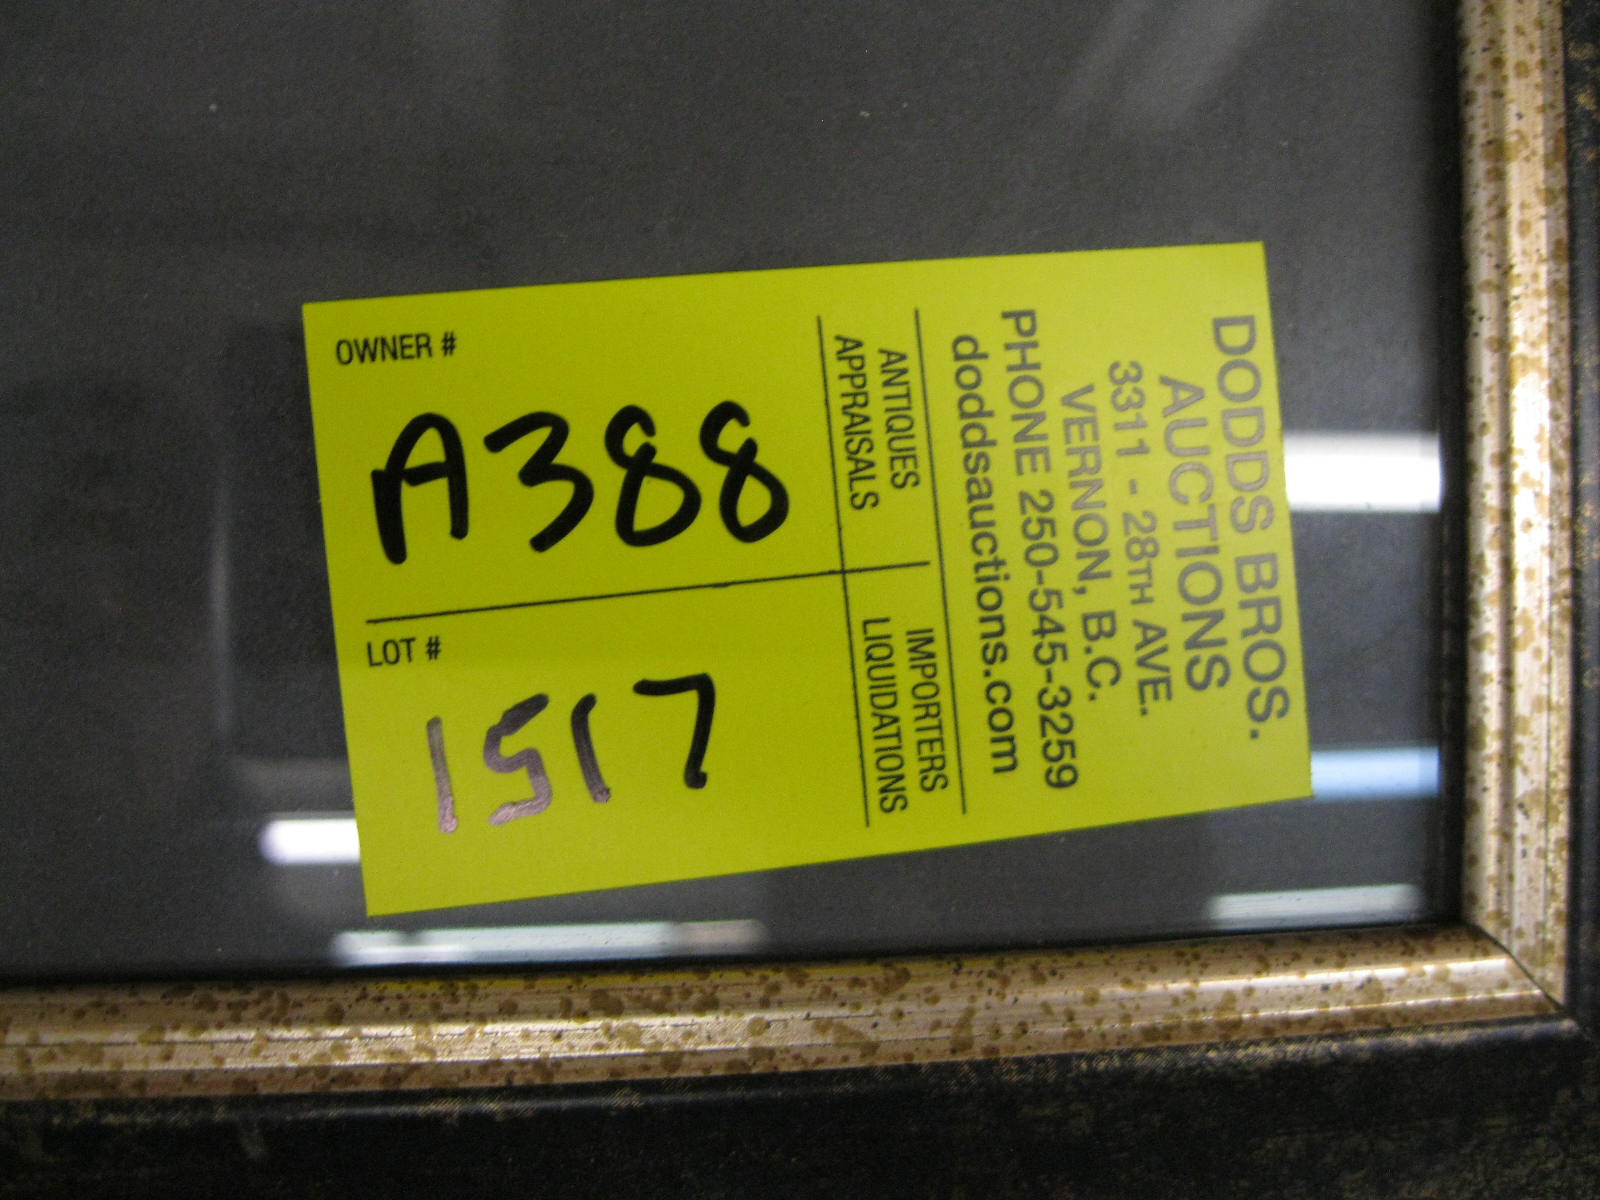 OWNER #
A388
LOT #
1517
DODDS BROS.
AUCTIONS
3311 - 28TH AVE.
VERNON, B.C.
PHONE 250-545-3259
doddsauctions.com
ANTIQUES
APPRAISALS
IMPORTERS
LIQUIDATIONS